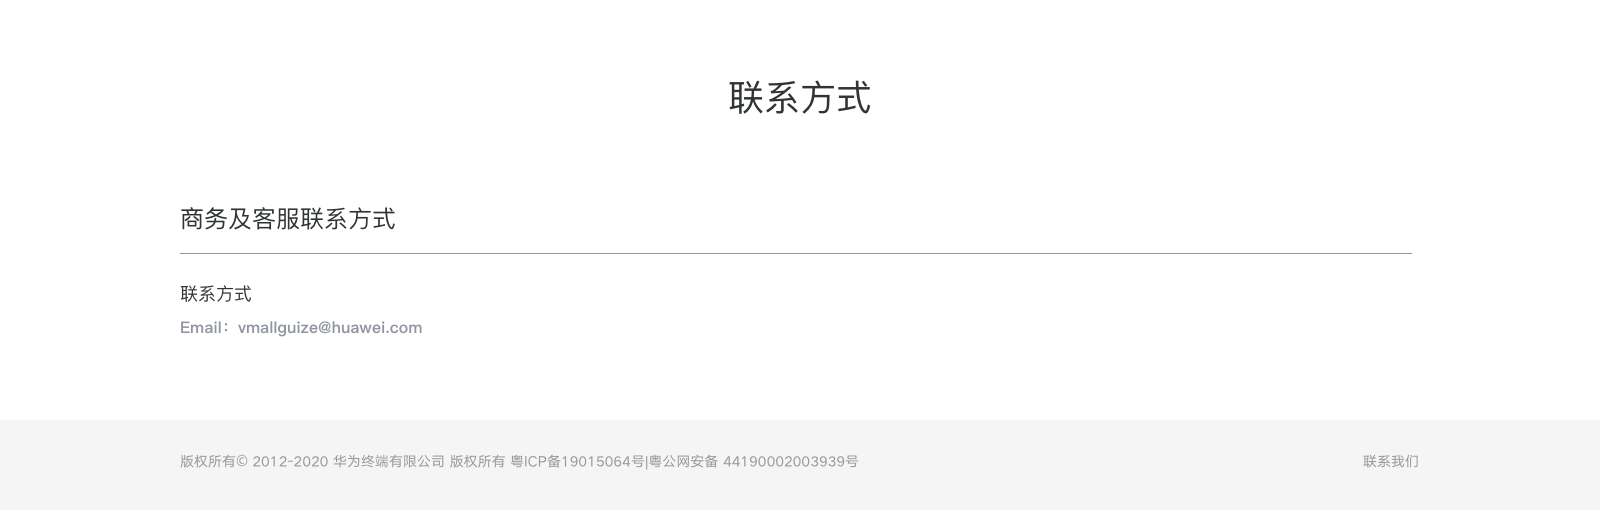 联系方式
商务及客服联系方式
联系方式
Email：vmallguize@huawei.com
版权所有© 2012-2020 华为终端有限公司 版权所有 粤ICP备19015064号|粤公网安备 44190002003939号
联系我们